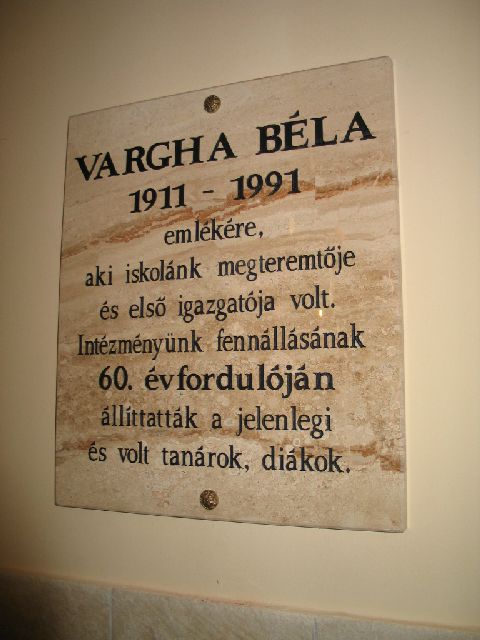 VARGHA BÉLA
1911 - 1991
emlékére,
aki iskolánk megteremtője
és első igazgatója volt.
Intézményünk fennállásának
60. évfordulóján
állíttatták a jelenlegi
és volt tanárok, diákok.